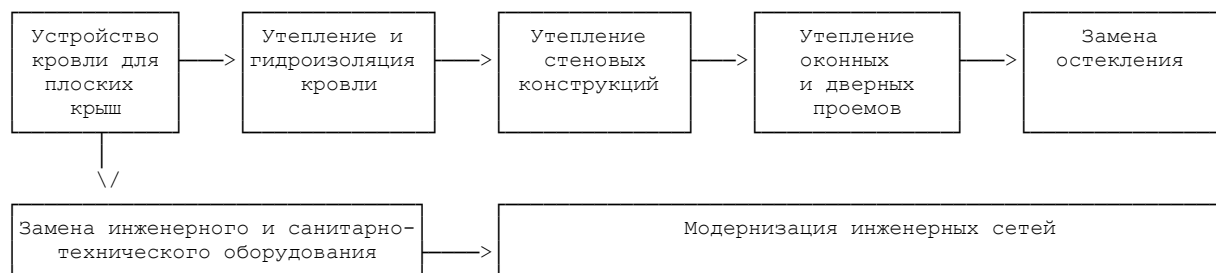 Устройство
кровли для
плоских
крыш
Утепление и
гидроизоляция
кровли
Утепление
стеновых
конструкций
Утепление
оконных
и дверных
проемов
Замена
остекления
Замена инженерного и санитарно-
технического оборудования
Модернизация инженерных сетей